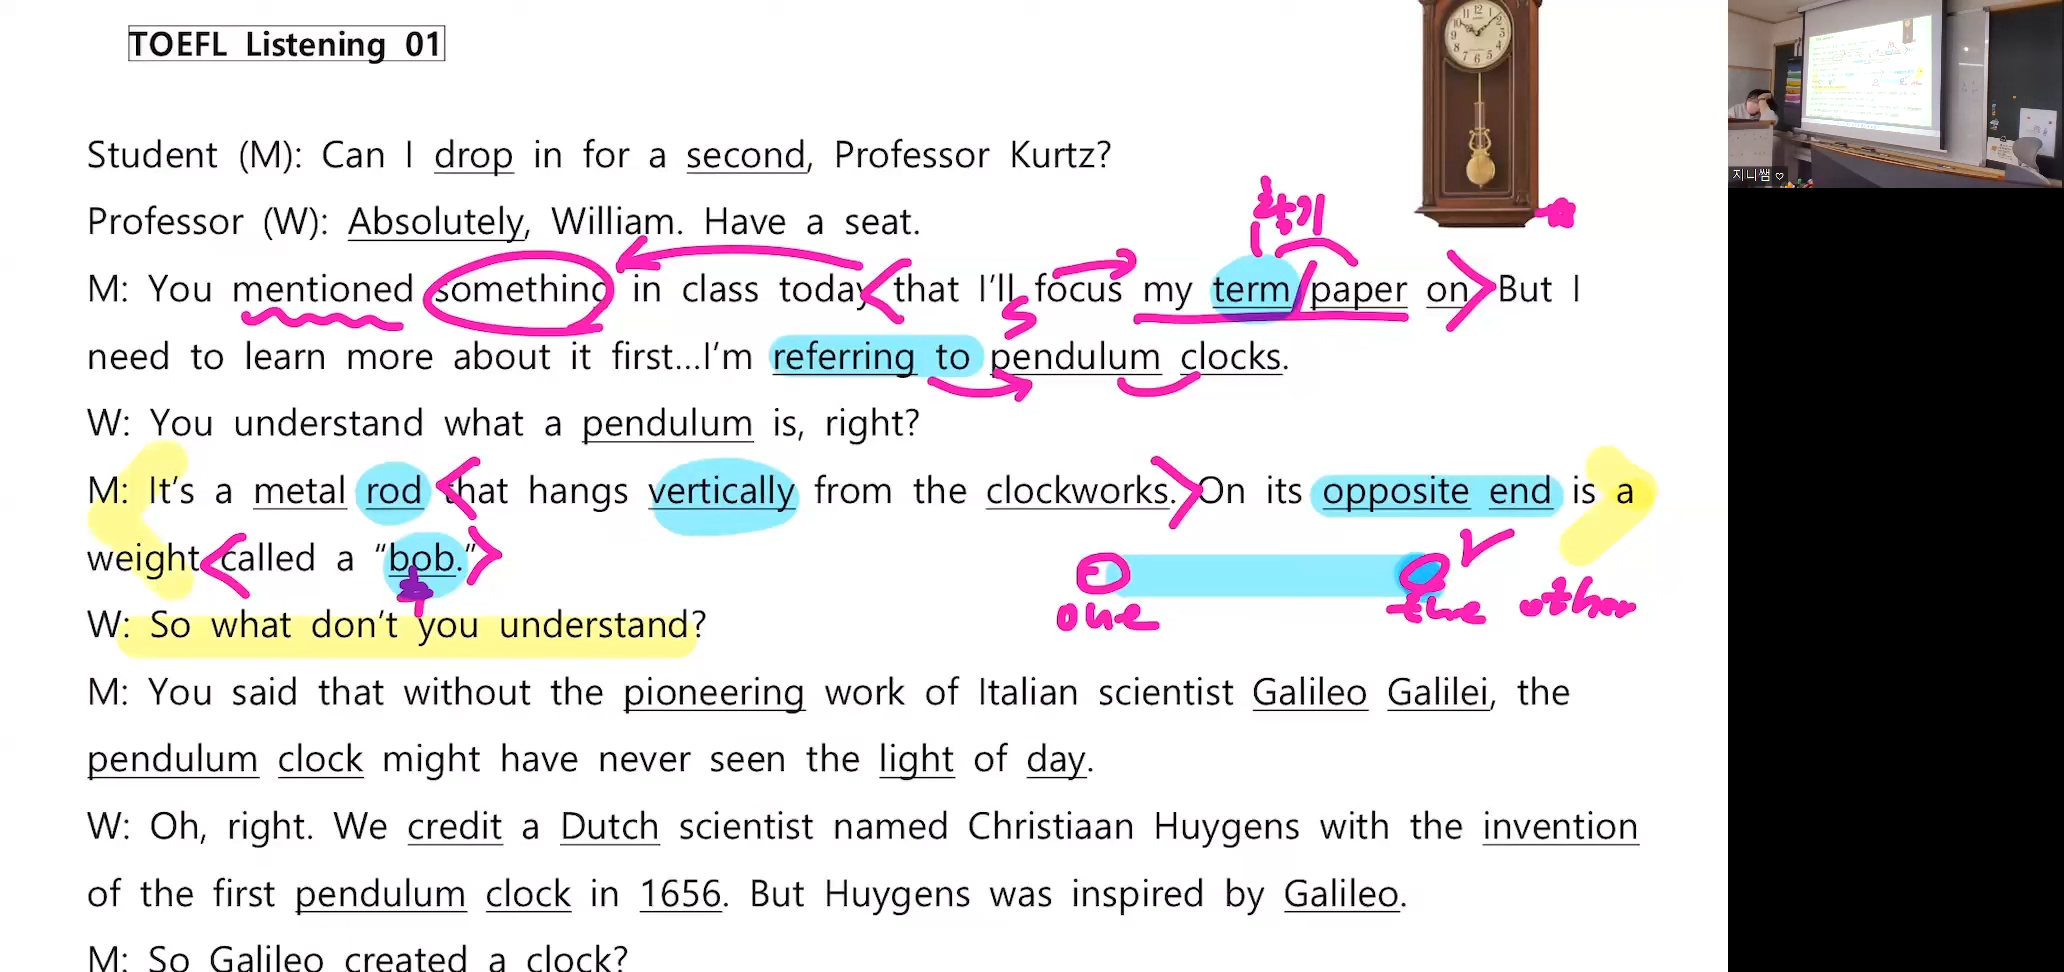 TOEFL Listening 01
Student (M): Can I drop in for a second, Professor Kurtz?
Professor (W): Absolutely, William. Have a seat.
학기
M: You mentioned something in class today that I'll focus my term paper on But I
s
need to learn more about it first...I'm referring to pendulum clocks.
W: You understand what a pendulum is, right?
M: It's a metal rod that hangs vertically from the clockworks. On its opposite end is a
weight called a “bob.”
one the other
W: So what don't you understand?
M: You said that without the pioneering work of Italian scientist Galileo Galilei, the
pendulum clock might have never seen the light of day.
W: Oh, right. We credit a Dutch scientist named Christiaan Huygens with the invention
of the first pendulum clock in 1656. But Huygens was inspired by Galileo.
M: So Galileo created a clock?
지니쌤 ♡